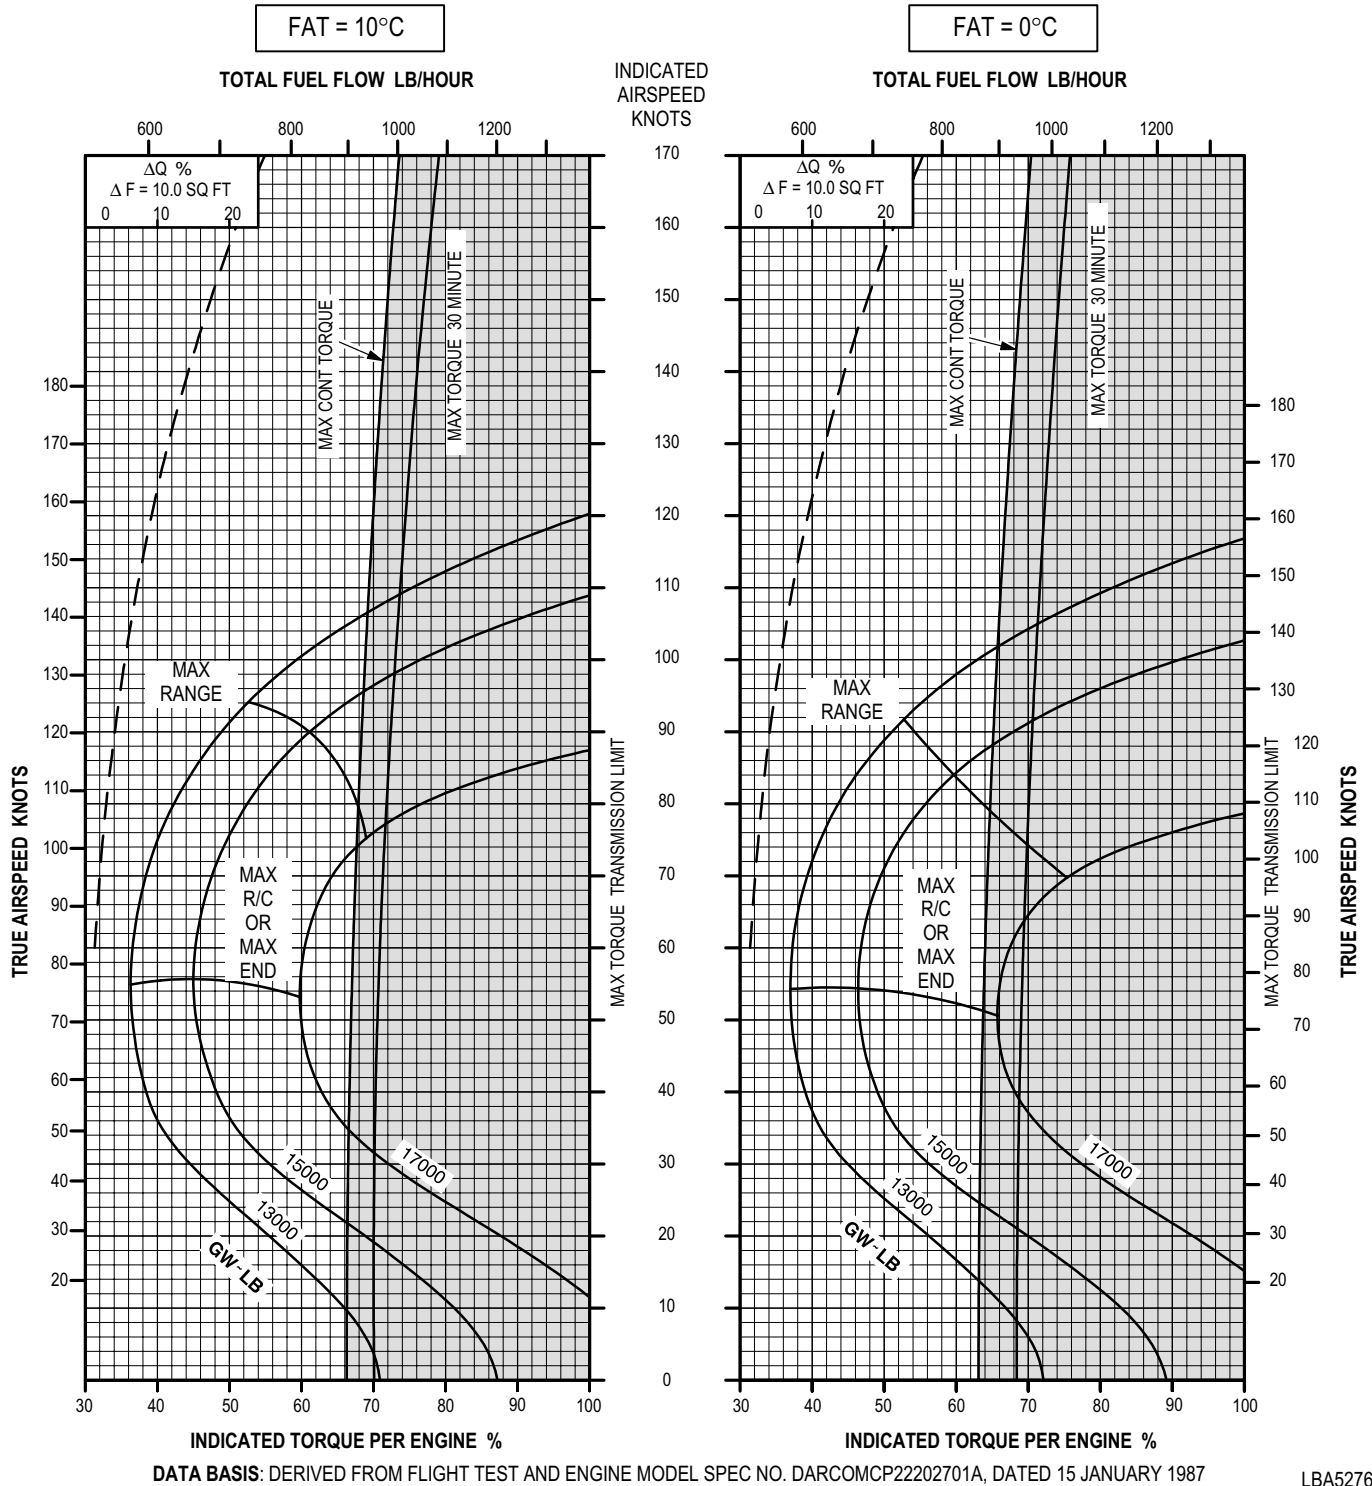 FAT = 10°C
FAT = 0°C
TOTAL FUEL FLOW LB/HOUR
INDICATED
AIRSPEED
KNOTS
TOTAL FUEL FLOW LB/HOUR
600 800 1000 1200
600 800 1000 1200
ΔQ %
Δ F = 10.0 SQ FT
0 10 20
ΔQ %
Δ F = 10.0 SQ FT
0 10 20
170
160
150
140
130
120
110
100
90
80
70
60
50
40
30
20
10
0
MAX CONT TORQUE
MAX TORQUE 30 MINUTE
MAX CONT TORQUE
MAX TORQUE 30 MINUTE
180
170
160
150
140
130
120
110
100
90
80
70
60
50
40
30
20
TRUE AIRSPEED KNOTS
MAX
RANGE
MAX
R/C
OR
MAX
END
MAX TORQUE TRANSMISSION LIMIT
17000
15000
13000
GW~LB
MAX
RANGE
MAX
R/C
OR
MAX
END
MAX TORQUE TRANSMISSION LIMIT
17000
15000
13000
GW~LB
180
170
160
150
140
130
120
110
100
90
80
70
60
50
40
30
20
TRUE AIRSPEED KNOTS
30 40 50 60 70 80 90 100
30 40 50 60 70 80 90 100
INDICATED TORQUE PER ENGINE %
INDICATED TORQUE PER ENGINE %
DATA BASIS: DERIVED FROM FLIGHT TEST AND ENGINE MODEL SPEC NO. DARCOMCP22202701A, DATED 15 JANUARY 1987
LBA5276